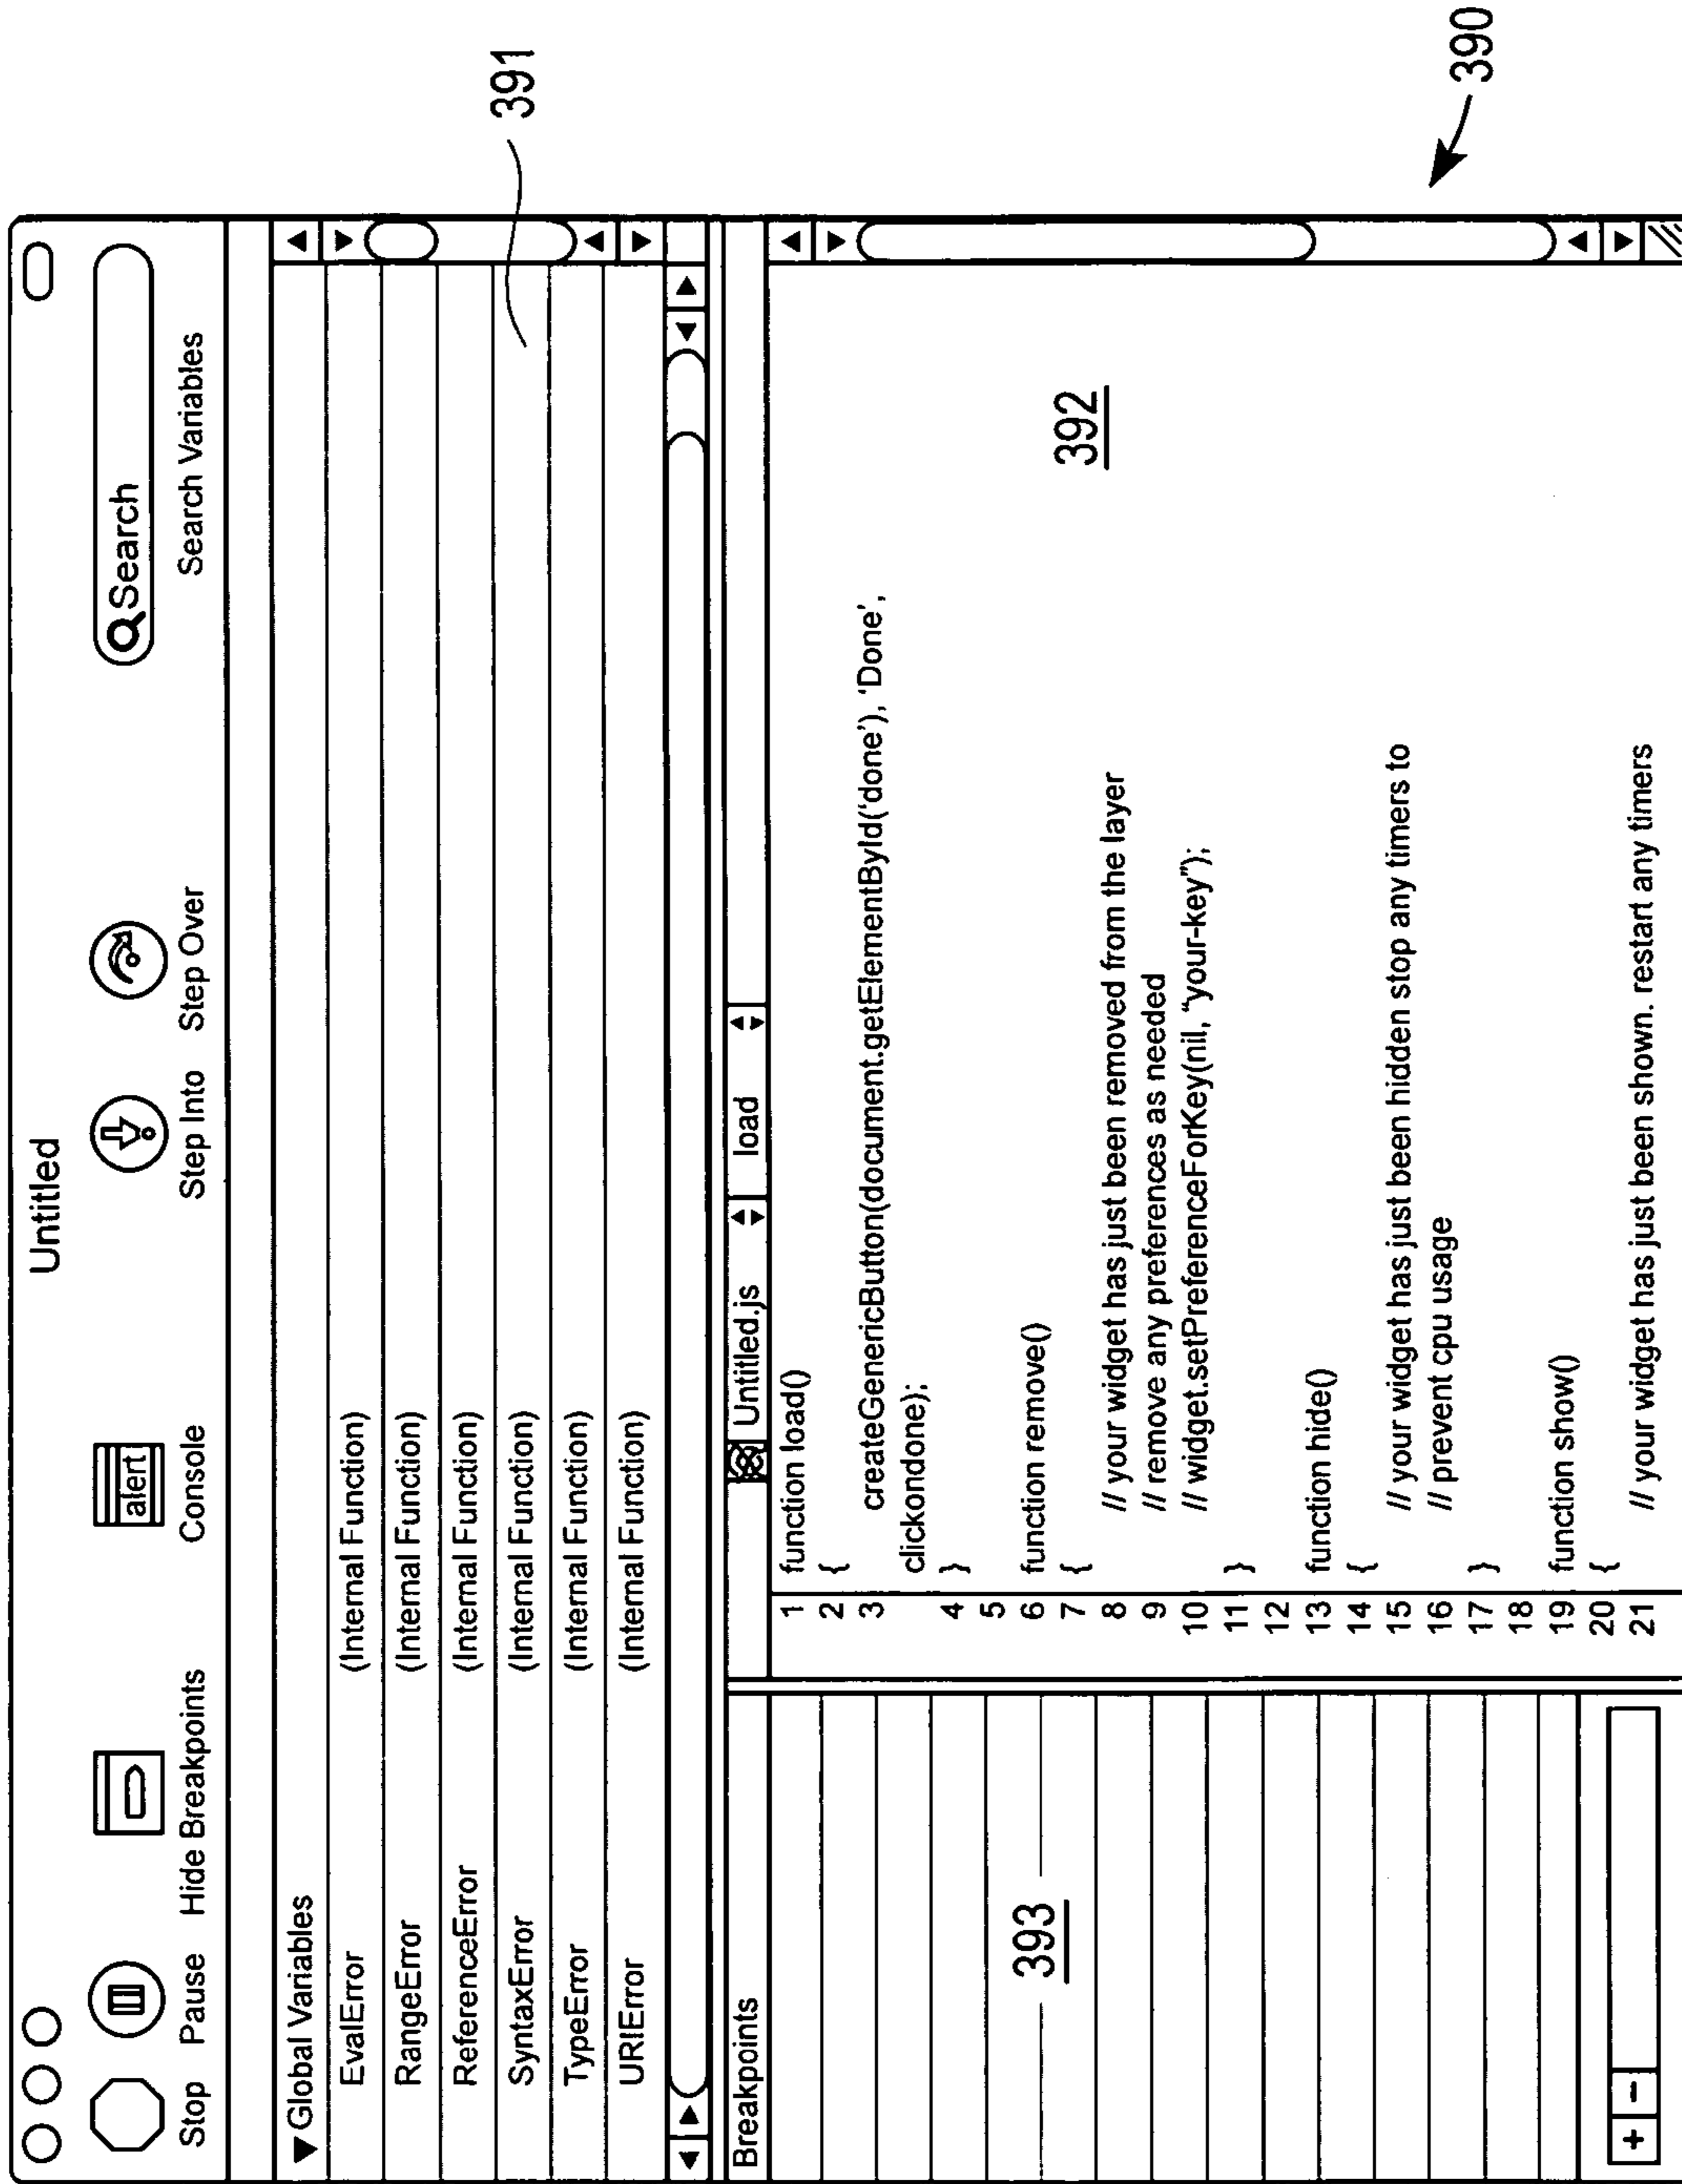 Untitled
Stop Pause Hide Breakpoints Console Step Into Step Over Search Variables
alert
Search
▼Global Variables
EvalError (Internal Function)
RangeError (Internal Function)
ReferenceError (Internal Function)
SyntaxError (Internal Function)
TypeError (Internal Function)
URIError (Internal Function)
391
Breakpoints
Untitled.js load
1 function load()
2 {
3 createGenericButton(document.getElementById('done'), 'Done',
clickondone);
4 }
5
6 function remove()
7 {
8 // your widget has just been removed from the layer
9 // remove any preferences as needed
10 // widget.setPreferenceForKey(nil, "your-key");
11 }
12
13 function hide()
14 {
15 // your widget has just been hidden stop any timers to
16 // prevent cpu usage
17 }
18
19 function show()
20 {
21 // your widget has just been shown. restart any timers
392
393
+ −
390